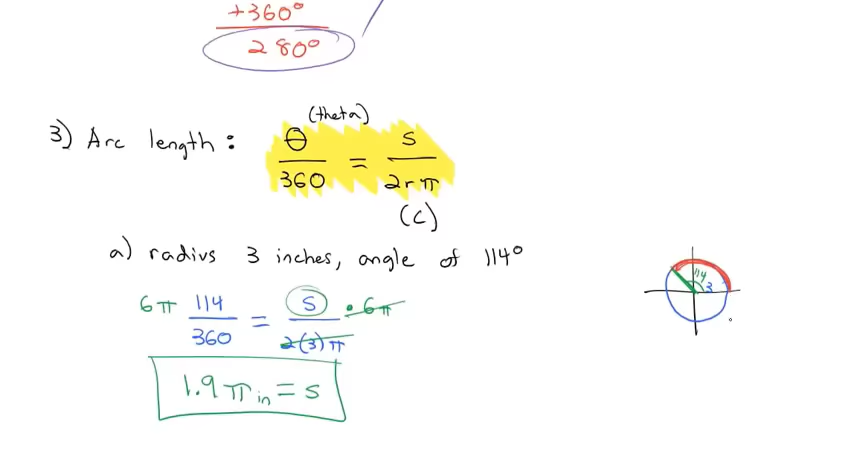 +360°
280°
3) Arc length: θ/360 = s/2rπ
(theta)
(c)
a) radius 3 inches, angle of 114°
6π 114/360 = s/2(3)π • 6π
1.9π in = s
114
3